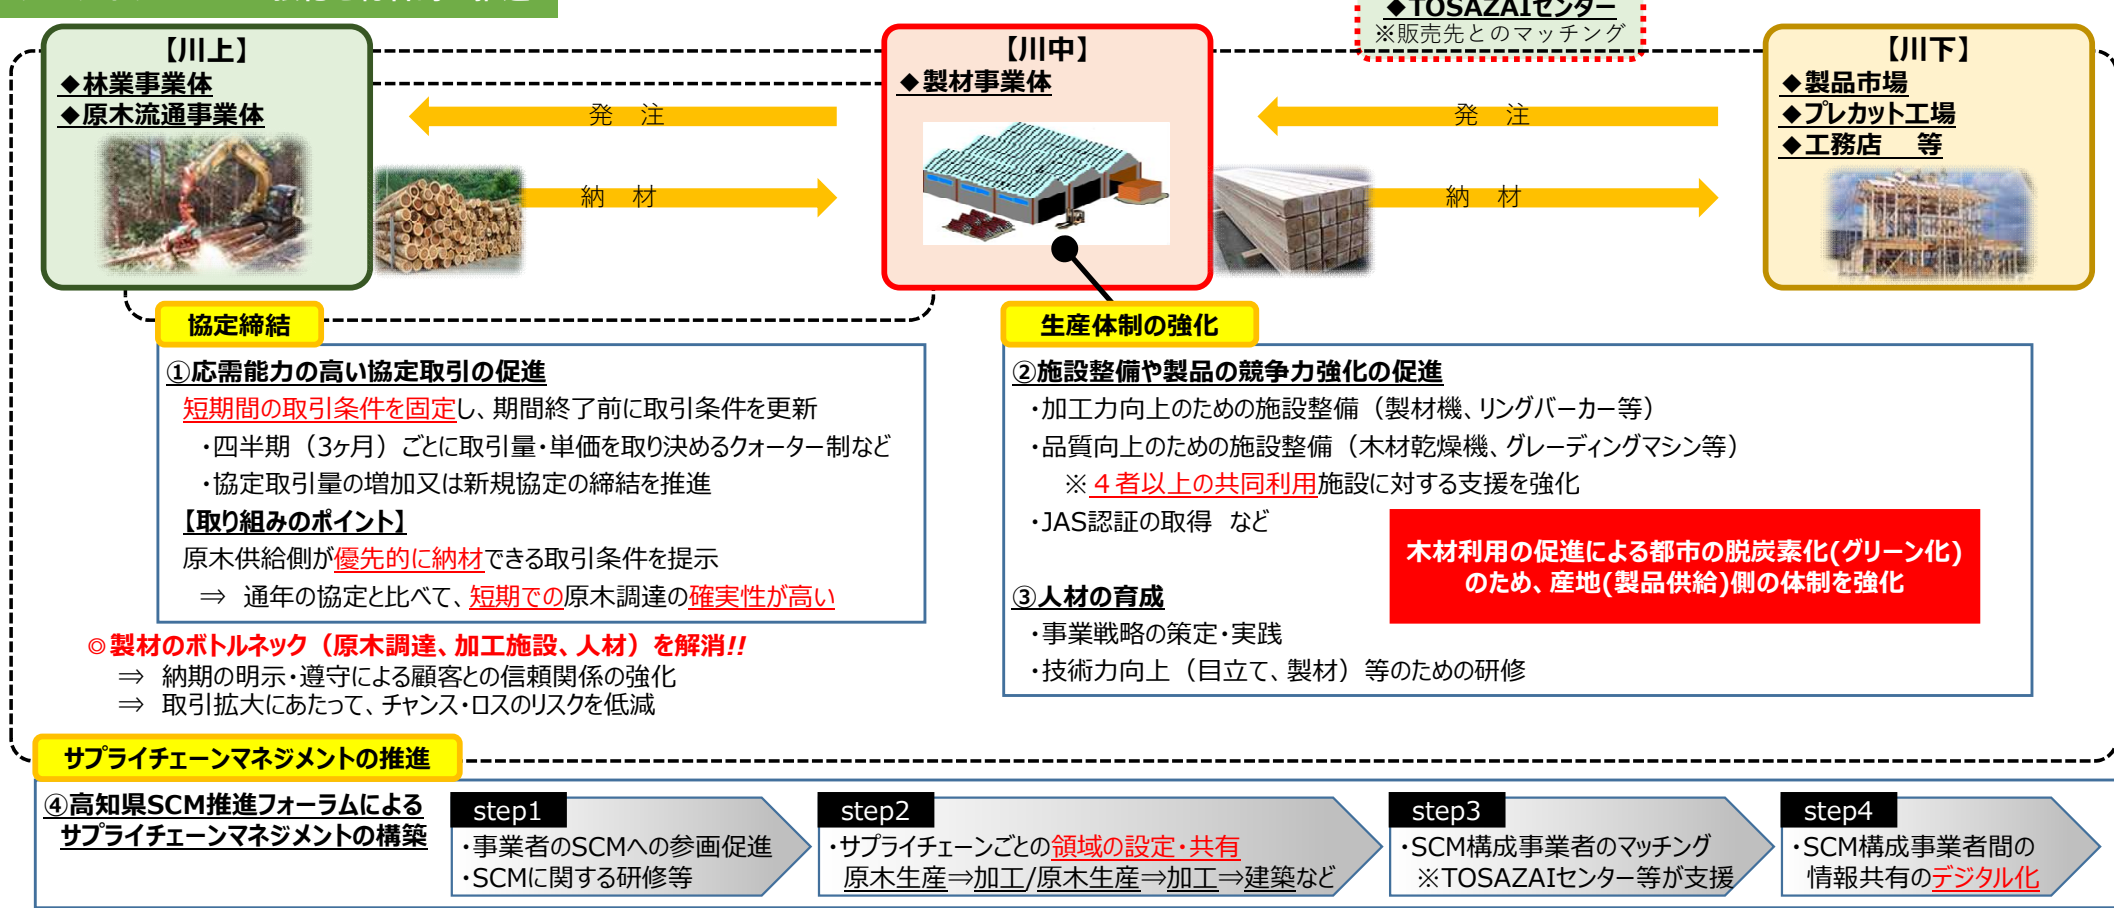 ◆TOSAZAIセンター
※販売先とのマッチング
【川上】
◆林業事業体
◆原木流通事業体
発 注
納 材
【川中】
◆製材事業体
発 注
納 材
【川下】
◆製品市場
◆プレカット工場
◆工務店 等
協定締結
①応需能力の高い協定取引の促進
短期間の取引条件を固定し、期間終了前に取引条件を更新
・四半期（3ヶ月）ごとに取引量・単価を取り決めるクォーター制など
・協定取引量の増加又は新規協定の締結を推進
【取り組みのポイント】
原木供給側が優先的に納材できる取引条件を提示
⇒ 通年の協定と比べて、短期での原木調達の確実性が高い
◎製材のボトルネック（原木調達、加工施設、人材）を解消!!
⇒ 納期の明示・遵守による顧客との信頼関係の強化
⇒ 取引拡大にあたって、チャンス・ロスのリスクを低減
生産体制の強化
②施設整備や製品の競争力強化の促進
・加工力向上のための施設整備（製材機、リングバーカー等）
・品質向上のための施設整備（木材乾燥機、グレーディングマシン等）
※４者以上の共同利用施設に対する支援を強化
・JAS認証の取得 など
木材利用の促進による都市の脱炭素化(グリーン化)
のため、産地(製品供給)側の体制を強化
③人材の育成
・事業戦略の策定・実践
・技術力向上（目立て、製材）等のための研修
サプライチェーンマネジメントの推進
④高知県SCM推進フォーラムによる
サプライチェーンマネジメントの構築
step1
・事業者のSCMへの参画促進
・SCMに関する研修等
step2
・サプライチェーンごとの領域の設定・共有
原木生産⇒加工/原木生産⇒加工⇒建築など
step3
・SCM構成事業者のマッチング
※TOSAZAIセンター等が支援
step4
・SCM構成事業者間の
情報共有のデジタル化